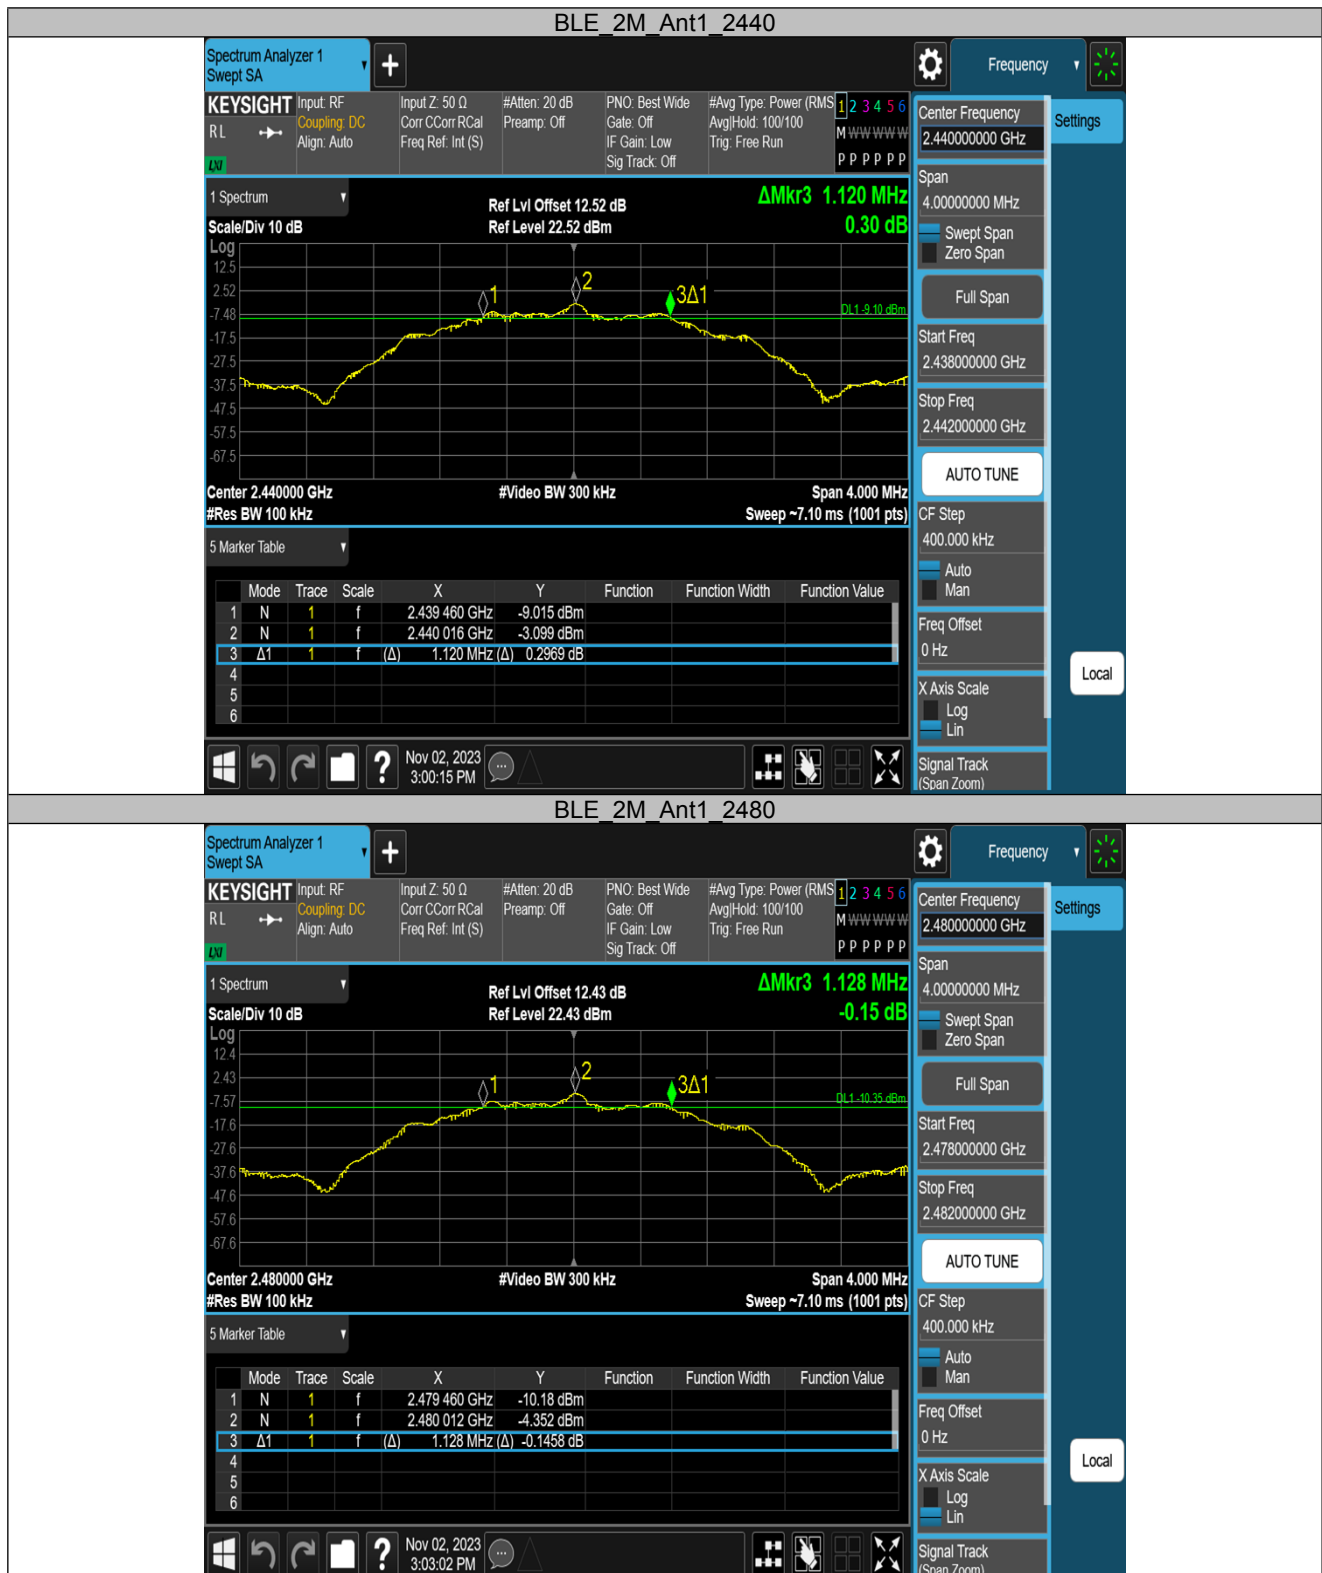 BLE_2M_Ant1_2440
Spectrum Analyzer 1
Swept SA
Frequency
KEYSIGHT
RL
LXI
Input: RF
Coupling: DC
Align: Auto
Input Z: 50 Ω
Corr CCorr RCal
Freq Ref: Int (S)
#Atten: 20 dB
Preamp: Off
PNO: Best Wide
Gate: Off
IF Gain: Low
Sig Track: Off
#Avg Type: Power (RMS
Avg|Hold: 100/100
Trig: Free Run
1 2 3 4 5 6
M W W W W W
P P P P P P
Center Frequency
2.440000000 GHz
Settings
Span
4.00000000 MHz
Swept Span
Zero Span
Full Span
Start Freq
2.438000000 GHz
Stop Freq
2.442000000 GHz
AUTO TUNE
CF Step
400.000 kHz
Auto
Man
Freq Offset
0 Hz
X Axis Scale
Log
Lin
Signal Track
(Span Zoom)
Local
1 Spectrum
Scale/Div 10 dB
Ref Lvl Offset 12.52 dB
Ref Level 22.52 dBm
ΔMkr3 1.120 MHz
0.30 dB
Log
12.5
2.52
-7.48
-17.5
-27.5
-37.5
-47.5
-57.5
-67.5
1
2
3Δ1
DL1 -9.10 dBm
Center 2.440000 GHz
#Video BW 300 kHz
Span 4.000 MHz
#Res BW 100 kHz
Sweep ~7.10 ms (1001 pts)
5 Marker Table
Mode Trace Scale X Y Function Function Width Function Value
1 N 1 f 2.439 460 GHz -9.015 dBm
2 N 1 f 2.440 016 GHz -3.099 dBm
3 Δ1 1 f (Δ) 1.120 MHz (Δ) 0.2969 dB
4
5
6
?
Nov 02, 2023
3:00:15 PM
BLE_2M_Ant1_2480
Spectrum Analyzer 1
Swept SA
Frequency
KEYSIGHT
RL
LXI
Input: RF
Coupling: DC
Align: Auto
Input Z: 50 Ω
Corr CCorr RCal
Freq Ref: Int (S)
#Atten: 20 dB
Preamp: Off
PNO: Best Wide
Gate: Off
IF Gain: Low
Sig Track: Off
#Avg Type: Power (RMS
Avg|Hold: 100/100
Trig: Free Run
1 2 3 4 5 6
M W W W W W
P P P P P P
Center Frequency
2.480000000 GHz
Settings
Span
4.00000000 MHz
Swept Span
Zero Span
Full Span
Start Freq
2.478000000 GHz
Stop Freq
2.482000000 GHz
AUTO TUNE
CF Step
400.000 kHz
Auto
Man
Freq Offset
0 Hz
X Axis Scale
Log
Lin
Signal Track
(Span Zoom)
Local
1 Spectrum
Scale/Div 10 dB
Ref Lvl Offset 12.43 dB
Ref Level 22.43 dBm
ΔMkr3 1.128 MHz
-0.15 dB
Log
12.4
2.43
-7.57
-17.6
-27.6
-37.6
-47.6
-57.6
-67.6
1
2
3Δ1
DL1 -10.35 dBm
Center 2.480000 GHz
#Video BW 300 kHz
Span 4.000 MHz
#Res BW 100 kHz
Sweep ~7.10 ms (1001 pts)
5 Marker Table
Mode Trace Scale X Y Function Function Width Function Value
1 N 1 f 2.479 460 GHz -10.18 dBm
2 N 1 f 2.480 012 GHz -4.352 dBm
3 Δ1 1 f (Δ) 1.128 MHz (Δ) -0.1458 dB
4
5
6
?
Nov 02, 2023
3:03:02 PM